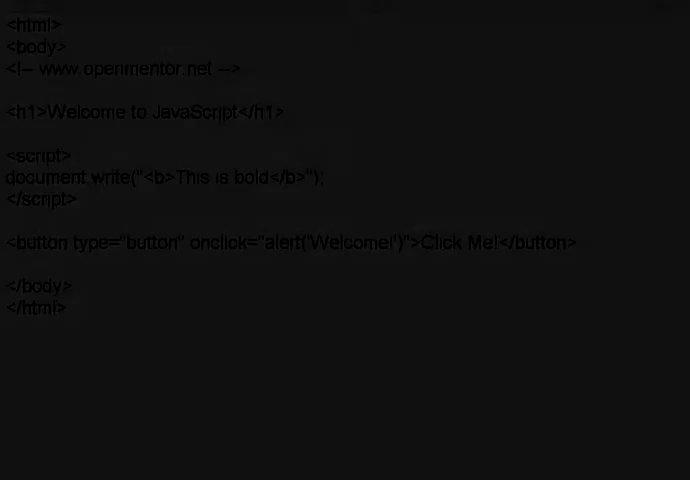 <html>
<body>
<!-- www.openmentor.net -->
<h1>Welcome to JavaScript</h1>
<script>
document.write("<b>This is bold</b>");
</script>
<button type="button" onclick="alert('Welcome!')">Click Me!</button>
</body>
</html>